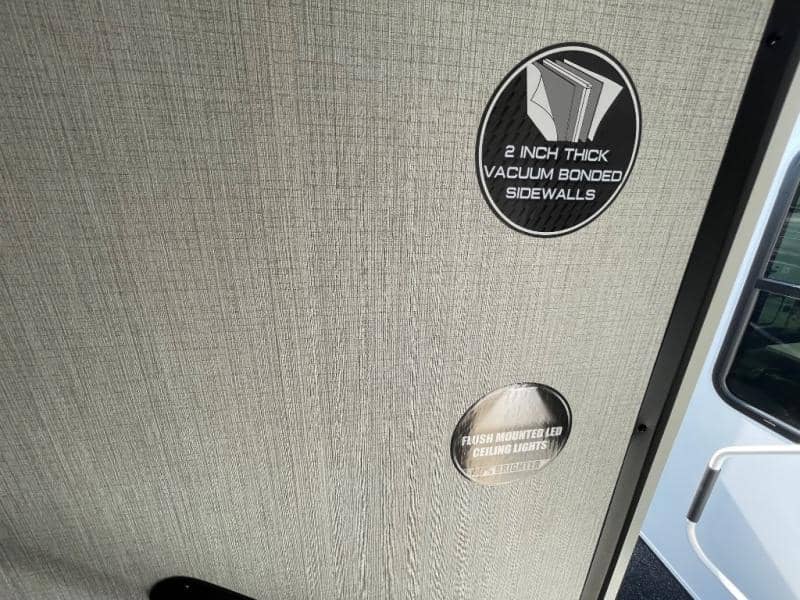 2 INCH THICK
VACUUM BONDED
SIDEWALLS
FLUSH MOUNTED LED
CEILING LIGHTS
BRIGHTER